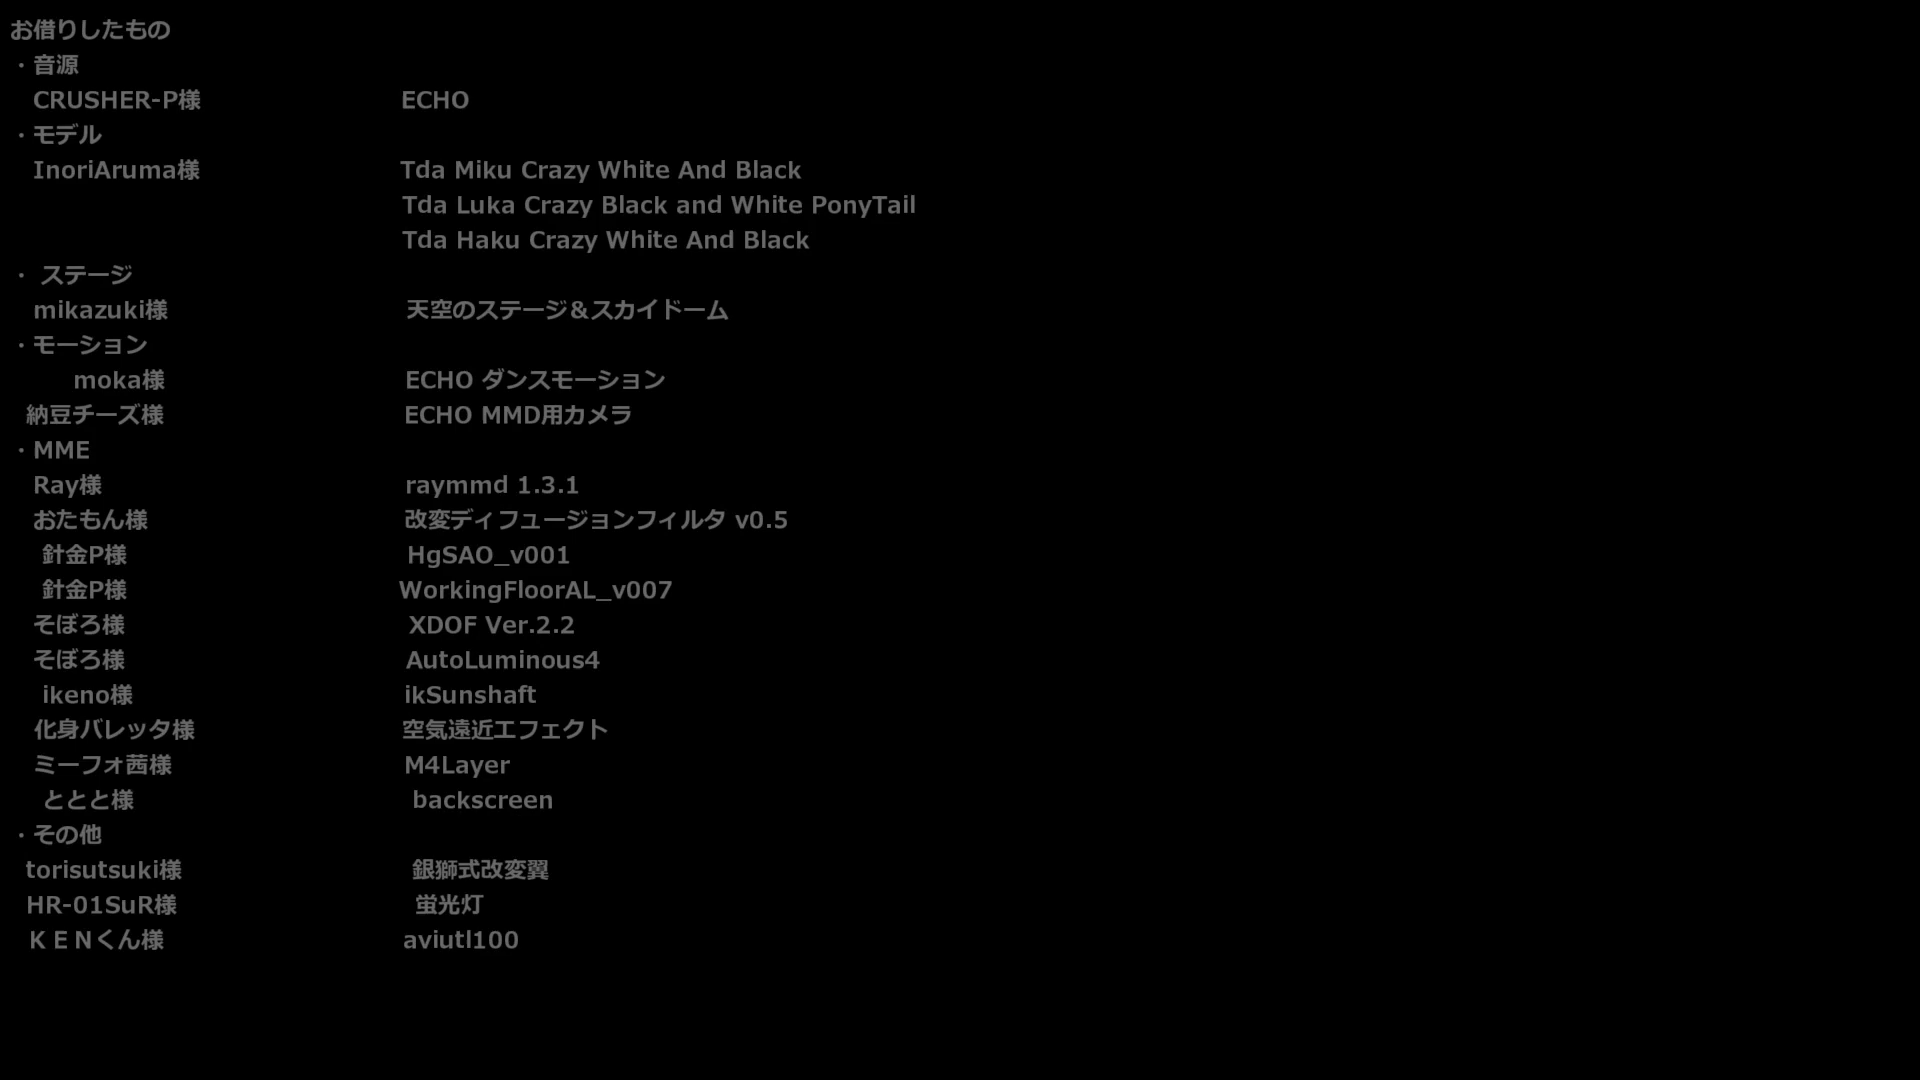 お借りしたもの
・音源
CRUSHER-P様 ECHO
・モデル
InoriAruma様 Tda Miku Crazy White And Black
Tda Luka Crazy Black and White PonyTail
Tda Haku Crazy White And Black
・ ステージ
mikazuki様 天空のステージ＆スカイドーム
・モーション
moka様 ECHO ダンスモーション
納豆チーズ様 ECHO MMD用カメラ
・MME
Ray様 raymmd 1.3.1
おたもん様 改変ディフュージョンフィルタ v0.5
針金P様 HgSAO_v001
針金P様 WorkingFloorAL_v007
そぼろ様 XDOF Ver.2.2
そぼろ様 AutoLuminous4
ikeno様 ikSunshaft
化身バレッタ様 空気遠近エフェクト
ミーフォ茜様 M4Layer
ととと様 backscreen
・その他
torisutsuki様 銀獅式改変翼
HR-01SuR様 蛍光灯
ＫＥＮくん様 aviutl100